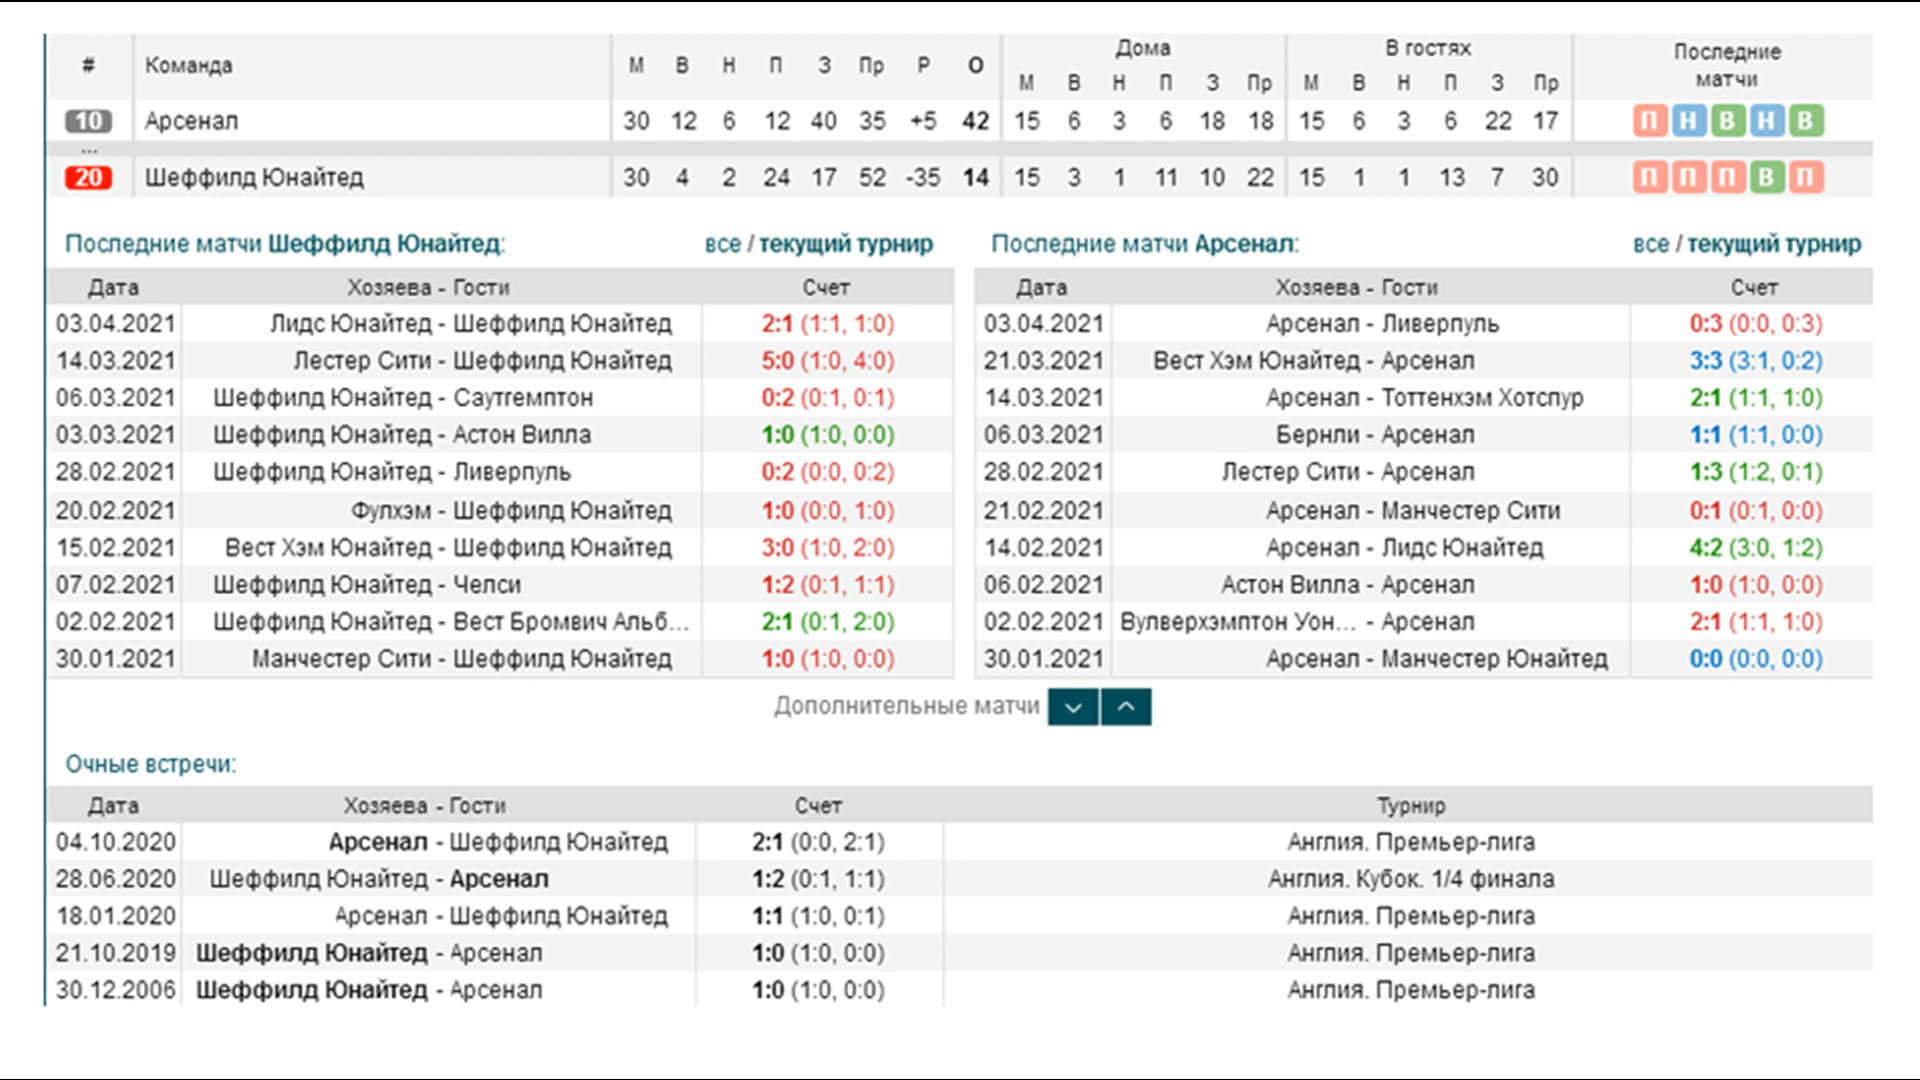 # Команда М В Н П З Пр Р О Дома М В Н П З Пр В гостях М В Н П З Пр Последние матчи
10 Арсенал 30 12 6 12 40 35 +5 42 15 6 3 6 18 18 15 6 3 6 22 17 П Н В Н В
...
20 Шеффилд Юнайтед 30 4 2 24 17 52 -35 14 15 3 1 11 10 22 15 1 1 13 7 30 П П П В П
Последние матчи Шеффилд Юнайтед: все / текущий турнир
Дата Хозяева - Гости Счет
03.04.2021 Лидс Юнайтед - Шеффилд Юнайтед 2:1 (1:1, 1:0)
14.03.2021 Лестер Сити - Шеффилд Юнайтед 5:0 (1:0, 4:0)
06.03.2021 Шеффилд Юнайтед - Саутгемптон 0:2 (0:1, 0:1)
03.03.2021 Шеффилд Юнайтед - Астон Вилла 1:0 (1:0, 0:0)
28.02.2021 Шеффилд Юнайтед - Ливерпуль 0:2 (0:0, 0:2)
20.02.2021 Фулхэм - Шеффилд Юнайтед 1:0 (0:0, 1:0)
15.02.2021 Вест Хэм Юнайтед - Шеффилд Юнайтед 3:0 (1:0, 2:0)
07.02.2021 Шеффилд Юнайтед - Челси 1:2 (0:1, 1:1)
02.02.2021 Шеффилд Юнайтед - Вест Бромвич Альб... 2:1 (0:1, 2:0)
30.01.2021 Манчестер Сити - Шеффилд Юнайтед 1:0 (1:0, 0:0)
Последние матчи Арсенал: все / текущий турнир
Дата Хозяева - Гости Счет
03.04.2021 Арсенал - Ливерпуль 0:3 (0:0, 0:3)
21.03.2021 Вест Хэм Юнайтед - Арсенал 3:3 (3:1, 0:2)
14.03.2021 Арсенал - Тоттенхэм Хотспур 2:1 (1:1, 1:0)
06.03.2021 Бернли - Арсенал 1:1 (1:1, 0:0)
28.02.2021 Лестер Сити - Арсенал 1:3 (1:2, 0:1)
21.02.2021 Арсенал - Манчестер Сити 0:1 (0:1, 0:0)
14.02.2021 Арсенал - Лидс Юнайтед 4:2 (3:0, 1:2)
06.02.2021 Астон Вилла - Арсенал 1:0 (1:0, 0:0)
02.02.2021 Вулверхэмптон Уон... - Арсенал 2:1 (1:1, 1:0)
30.01.2021 Арсенал - Манчестер Юнайтед 0:0 (0:0, 0:0)
Дополнительные матчи
Очные встречи:
Дата Хозяева - Гости Счет Турнир
04.10.2020 Арсенал - Шеффилд Юнайтед 2:1 (0:0, 2:1) Англия. Премьер-лига
28.06.2020 Шеффилд Юнайтед - Арсенал 1:2 (0:1, 1:1) Англия. Кубок. 1/4 финала
18.01.2020 Арсенал - Шеффилд Юнайтед 1:1 (1:0, 0:1) Англия. Премьер-лига
21.10.2019 Шеффилд Юнайтед - Арсенал 1:0 (1:0, 0:0) Англия. Премьер-лига
30.12.2006 Шеффилд Юнайтед - Арсенал 1:0 (1:0, 0:0) Англия. Премьер-лига